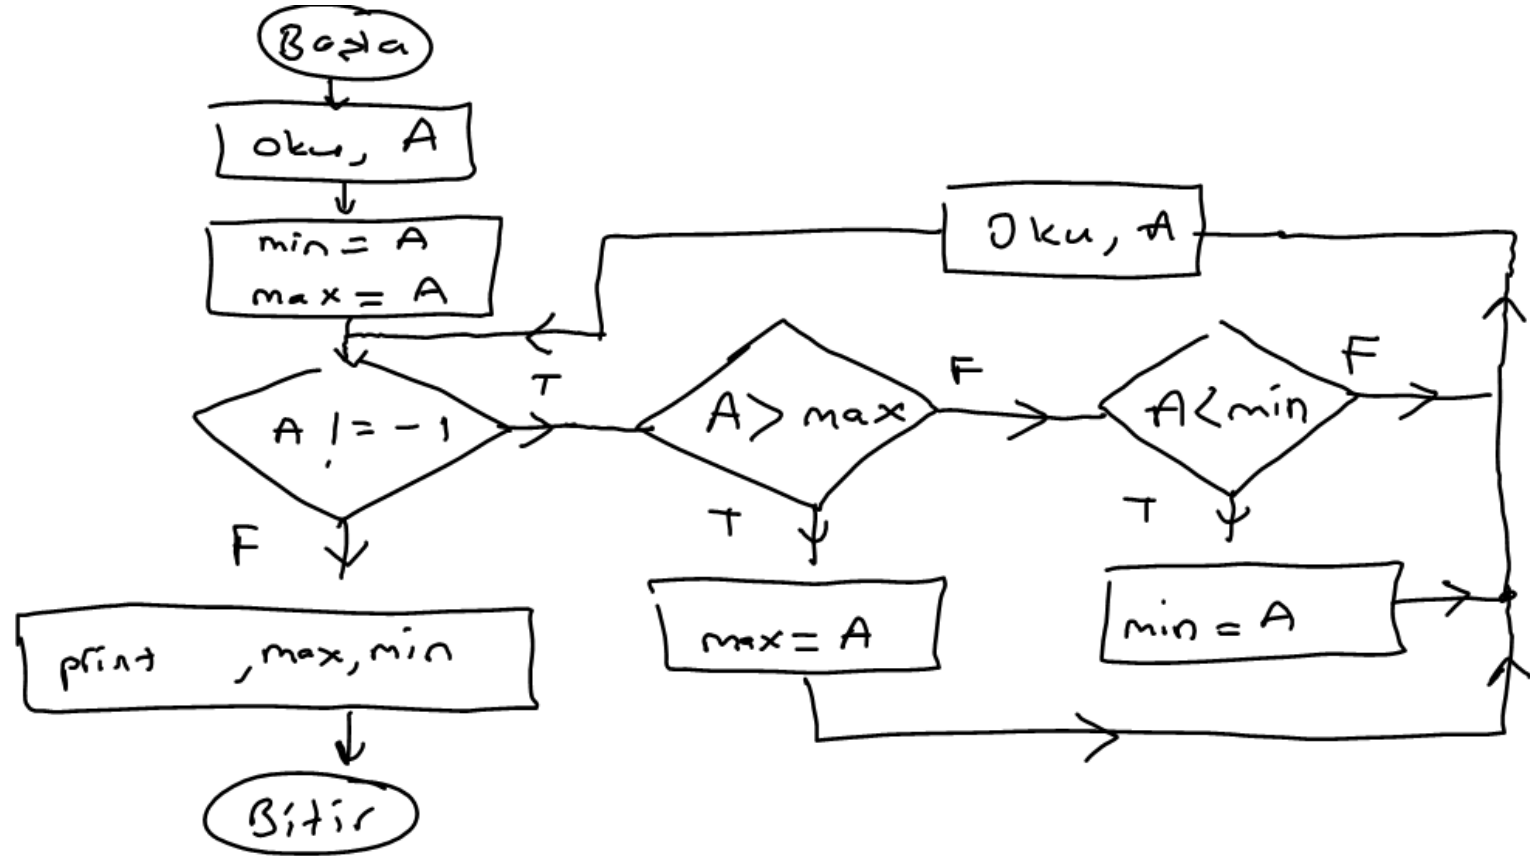 Başla
oku, A
min = A
max = A
Oku, A
A != -1
T
F
A > max
F
T
A < min
F
T
max = A
min = A
print , max, min
Bitir